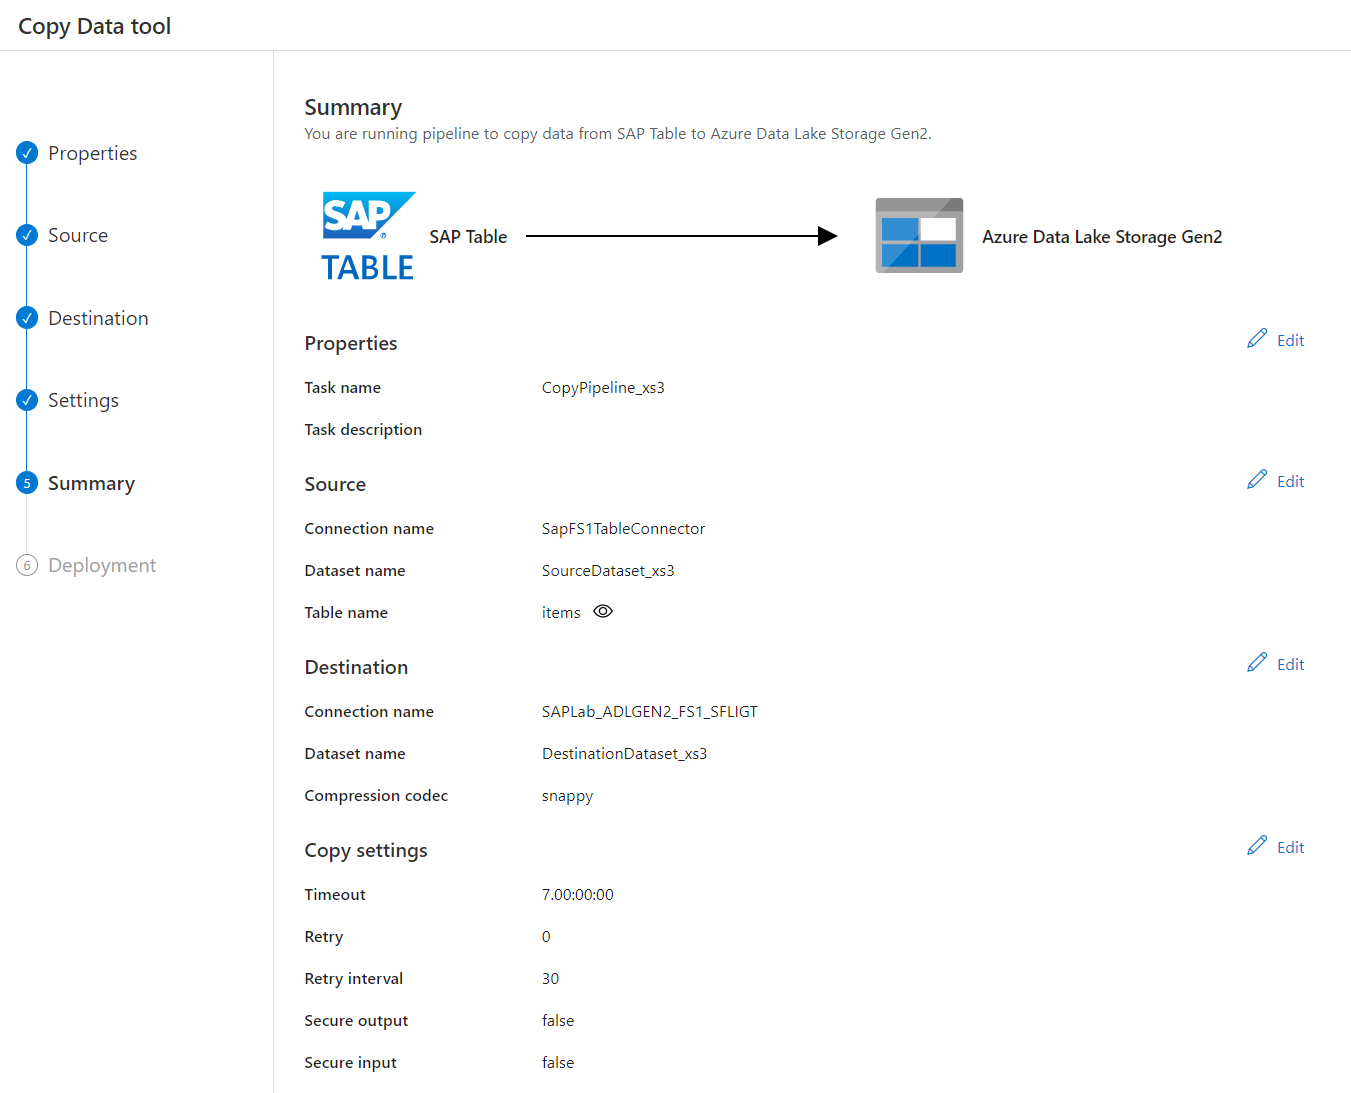 Copy Data tool
Properties
Source
Destination
Settings
5 Summary
6 Deployment
Summary
You are running pipeline to copy data from SAP Table to Azure Data Lake Storage Gen2.
SAP ®
TABLE
SAP Table
Azure Data Lake Storage Gen2
Properties
Edit
Task name CopyPipeline_xs3
Task description
Source
Edit
Connection name SapFS1TableConnector
Dataset name SourceDataset_xs3
Table name items
Destination
Edit
Connection name SAPLab_ADLGEN2_FS1_SFLIGT
Dataset name DestinationDataset_xs3
Compression codec snappy
Copy settings
Edit
Timeout 7.00:00:00
Retry 0
Retry interval 30
Secure output false
Secure input false